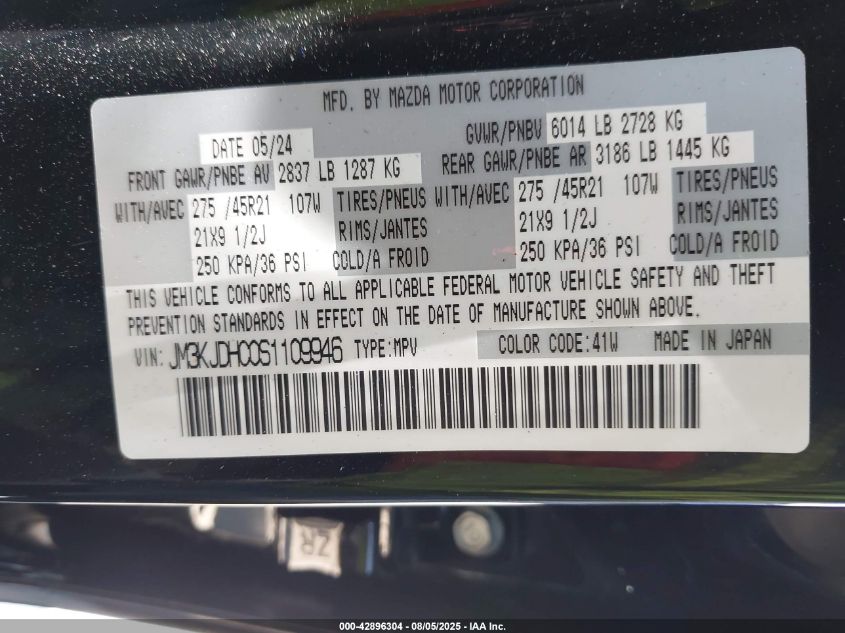 MFD. BY MAZDA MOTOR CORPORATION
DATE 05/24 GVWR/PNBV 6014 LB 2728 KG
FRONT GAWR/PNBE AV 2837 LB 1287 KG REAR GAWR/PNBE AR 3186 LB 1445 KG
WITH/AVEC 275 /45R21 107W TIRES/PNEUS WITH/AVEC 275 /45R21 107W TIRES/PNEUS
21X9 1/2J RIMS/JANTES 21X9 1/2J RIMS/JANTES
250 KPA/36 PSI COLD/A FROID 250 KPA/36 PSI COLD/A FROID
THIS VEHICLE CONFORMS TO ALL APPLICABLE FEDERAL MOTOR VEHICLE SAFETY AND THEFT
PREVENTION STANDARDS IN EFFECT ON THE DATE OF MANUFACTURE SHOWN ABOVE.
VIN: JM3KJDHC0S1109946 TYPE:MPV COLOR CODE:41W MADE IN JAPAN
ZR
000-42896304 - 08/05/2025 - IAA Inc.